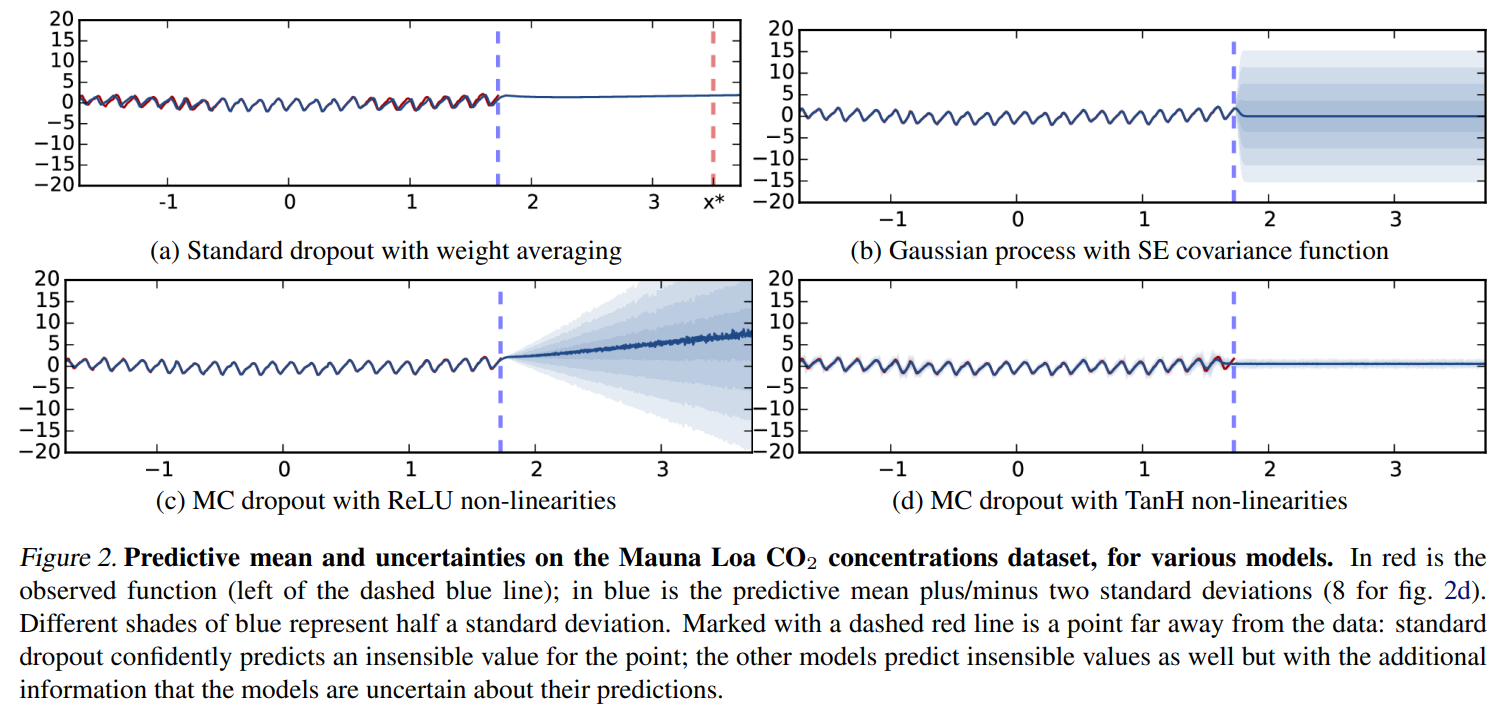 20
15
10
5
0
−5
−10
−15
−20
-1 0 1 2 3 x*
(a) Standard dropout with weight averaging
20
15
10
5
0
−5
−10
−15
−20
−1 0 1 2 3
(b) Gaussian process with SE covariance function
20
15
10
5
0
−5
−10
−15
−20
−1 0 1 2 3
(c) MC dropout with ReLU non-linearities
20
15
10
5
0
−5
−10
−15
−20
−1 0 1 2 3
(d) MC dropout with TanH non-linearities
Figure 2. Predictive mean and uncertainties on the Mauna Loa CO₂ concentrations dataset, for various models. In red is the
observed function (left of the dashed blue line); in blue is the predictive mean plus/minus two standard deviations (8 for fig. 2d).
Different shades of blue represent half a standard deviation. Marked with a dashed red line is a point far away from the data: standard
dropout confidently predicts an insensible value for the point; the other models predict insensible values as well but with the additional
information that the models are uncertain about their predictions.